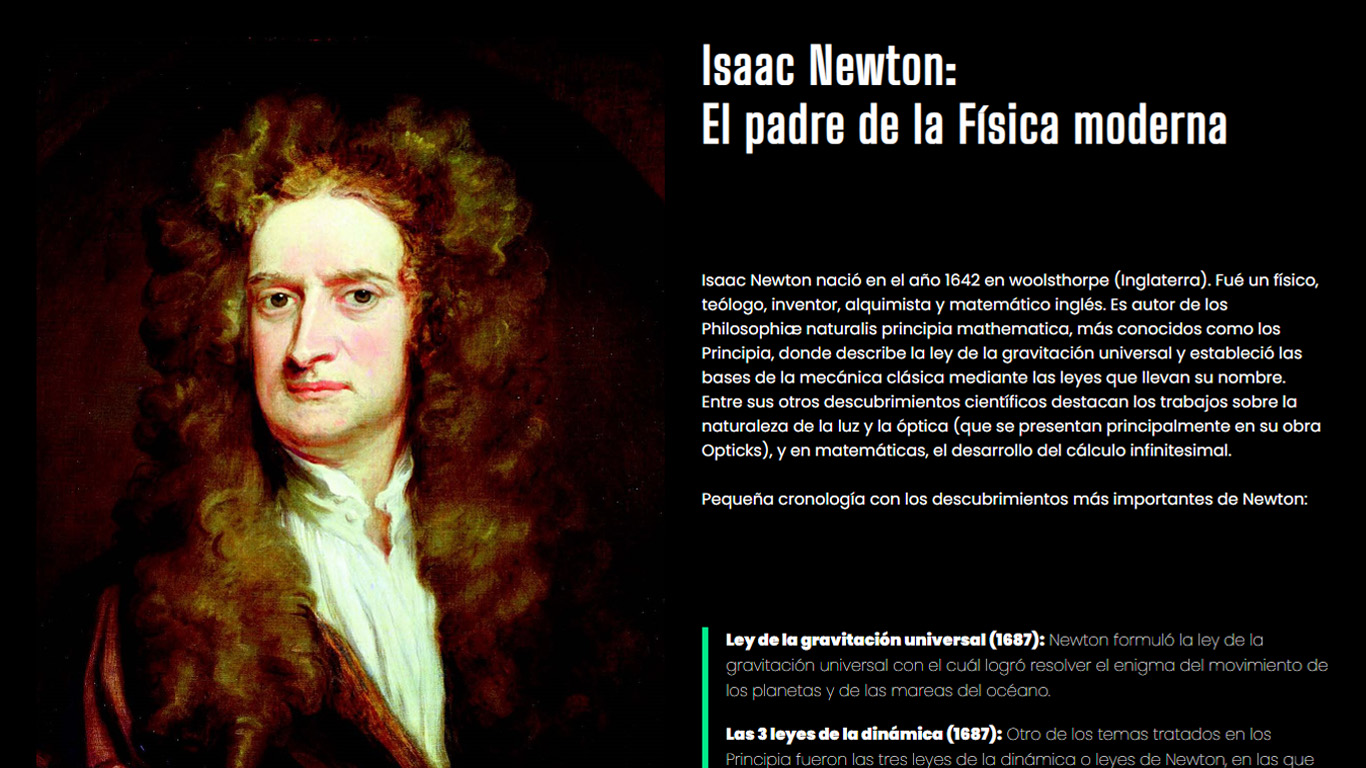 Isaac Newton:
El padre de la Física moderna
Isaac Newton nació en el año 1642 en woolsthorpe (Inglaterra). Fué un físico,
teólogo, inventor, alquimista y matemático inglés. Es autor de los
Philosophiæ naturalis principia mathematica, más conocidos como los
Principia, donde describe la ley de la gravitación universal y estableció las
bases de la mecánica clásica mediante las leyes que llevan su nombre.
Entre sus otros descubrimientos científicos destacan los trabajos sobre la
naturaleza de la luz y la óptica (que se presentan principalmente en su obra
Opticks), y en matemáticas, el desarrollo del cálculo infinitesimal.
Pequeña cronología con los descubrimientos más importantes de Newton:
Ley de la gravitación universal (1687): Newton formuló la ley de la
gravitación universal con el cuál logró resolver el enigma del movimiento de
los planetas y de las mareas del océano.
Las 3 leyes de la dinámica (1687): Otro de los temas tratados en los
Principia fueron las tres leyes de la dinámica o leyes de Newton, en las que